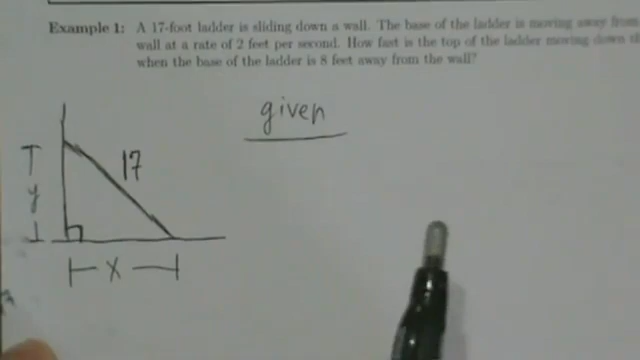 Example 1: A 17-foot ladder is sliding down a wall. The base of the ladder is moving away from
wall at a rate of 2 feet per second. How fast is the top of the ladder moving down
when the base of the ladder is 8 feet away from the wall?
given
17
y
x